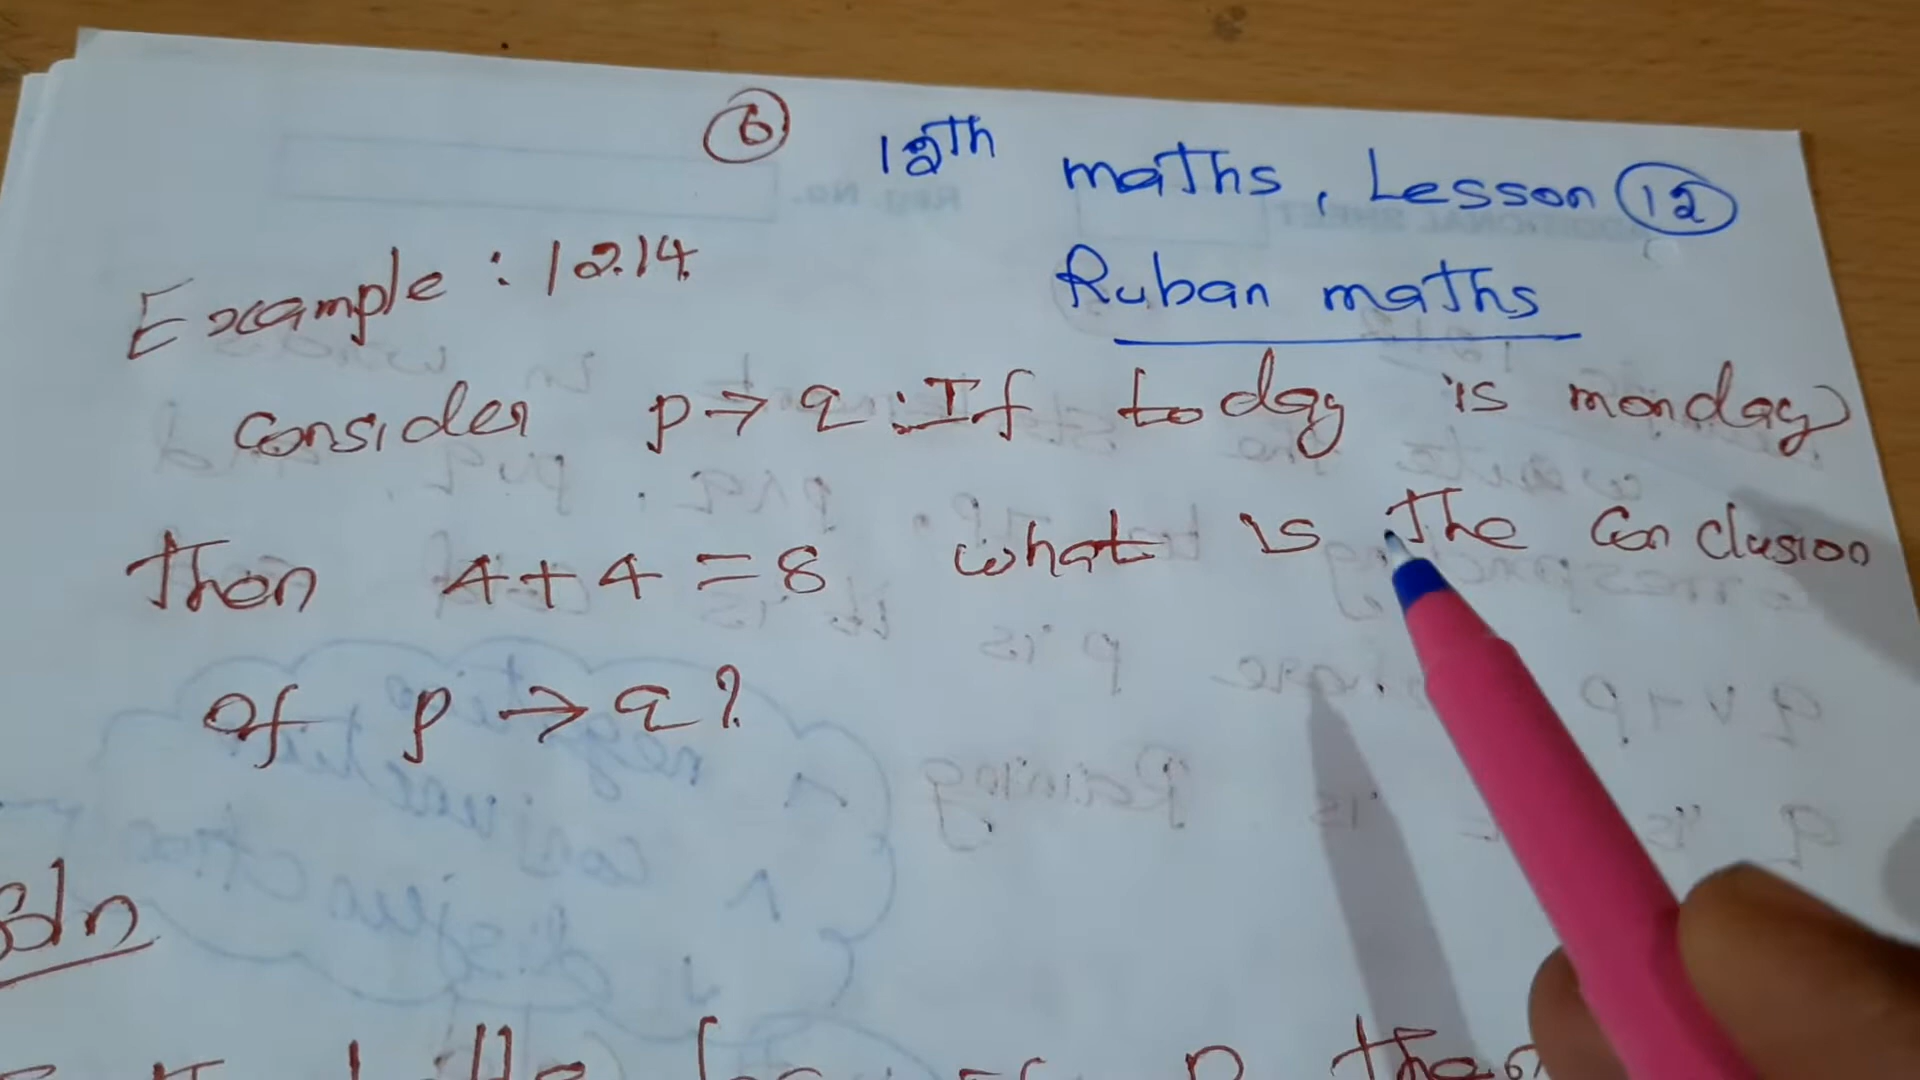 6
12th maths, Lesson 12
Ruban maths
Example : 12.14
Consider p → q : If today is monday
then 4+4 = 8 what is the Conclusion
of p → q?
Soln